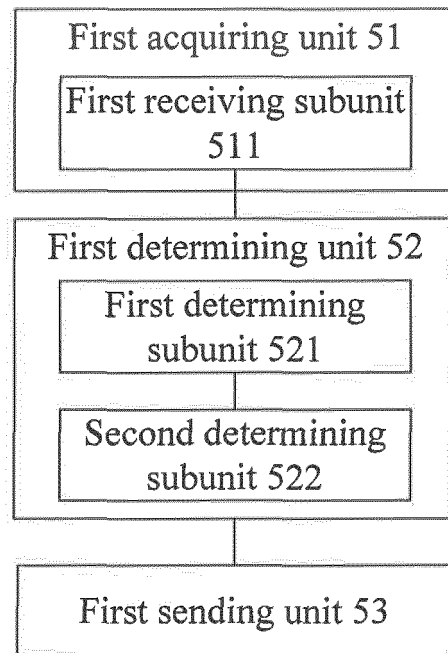 First acquiring unit 51
First receiving subunit
511
First determining unit 52
First determining
subunit 521
Second determining
subunit 522
First sending unit 53